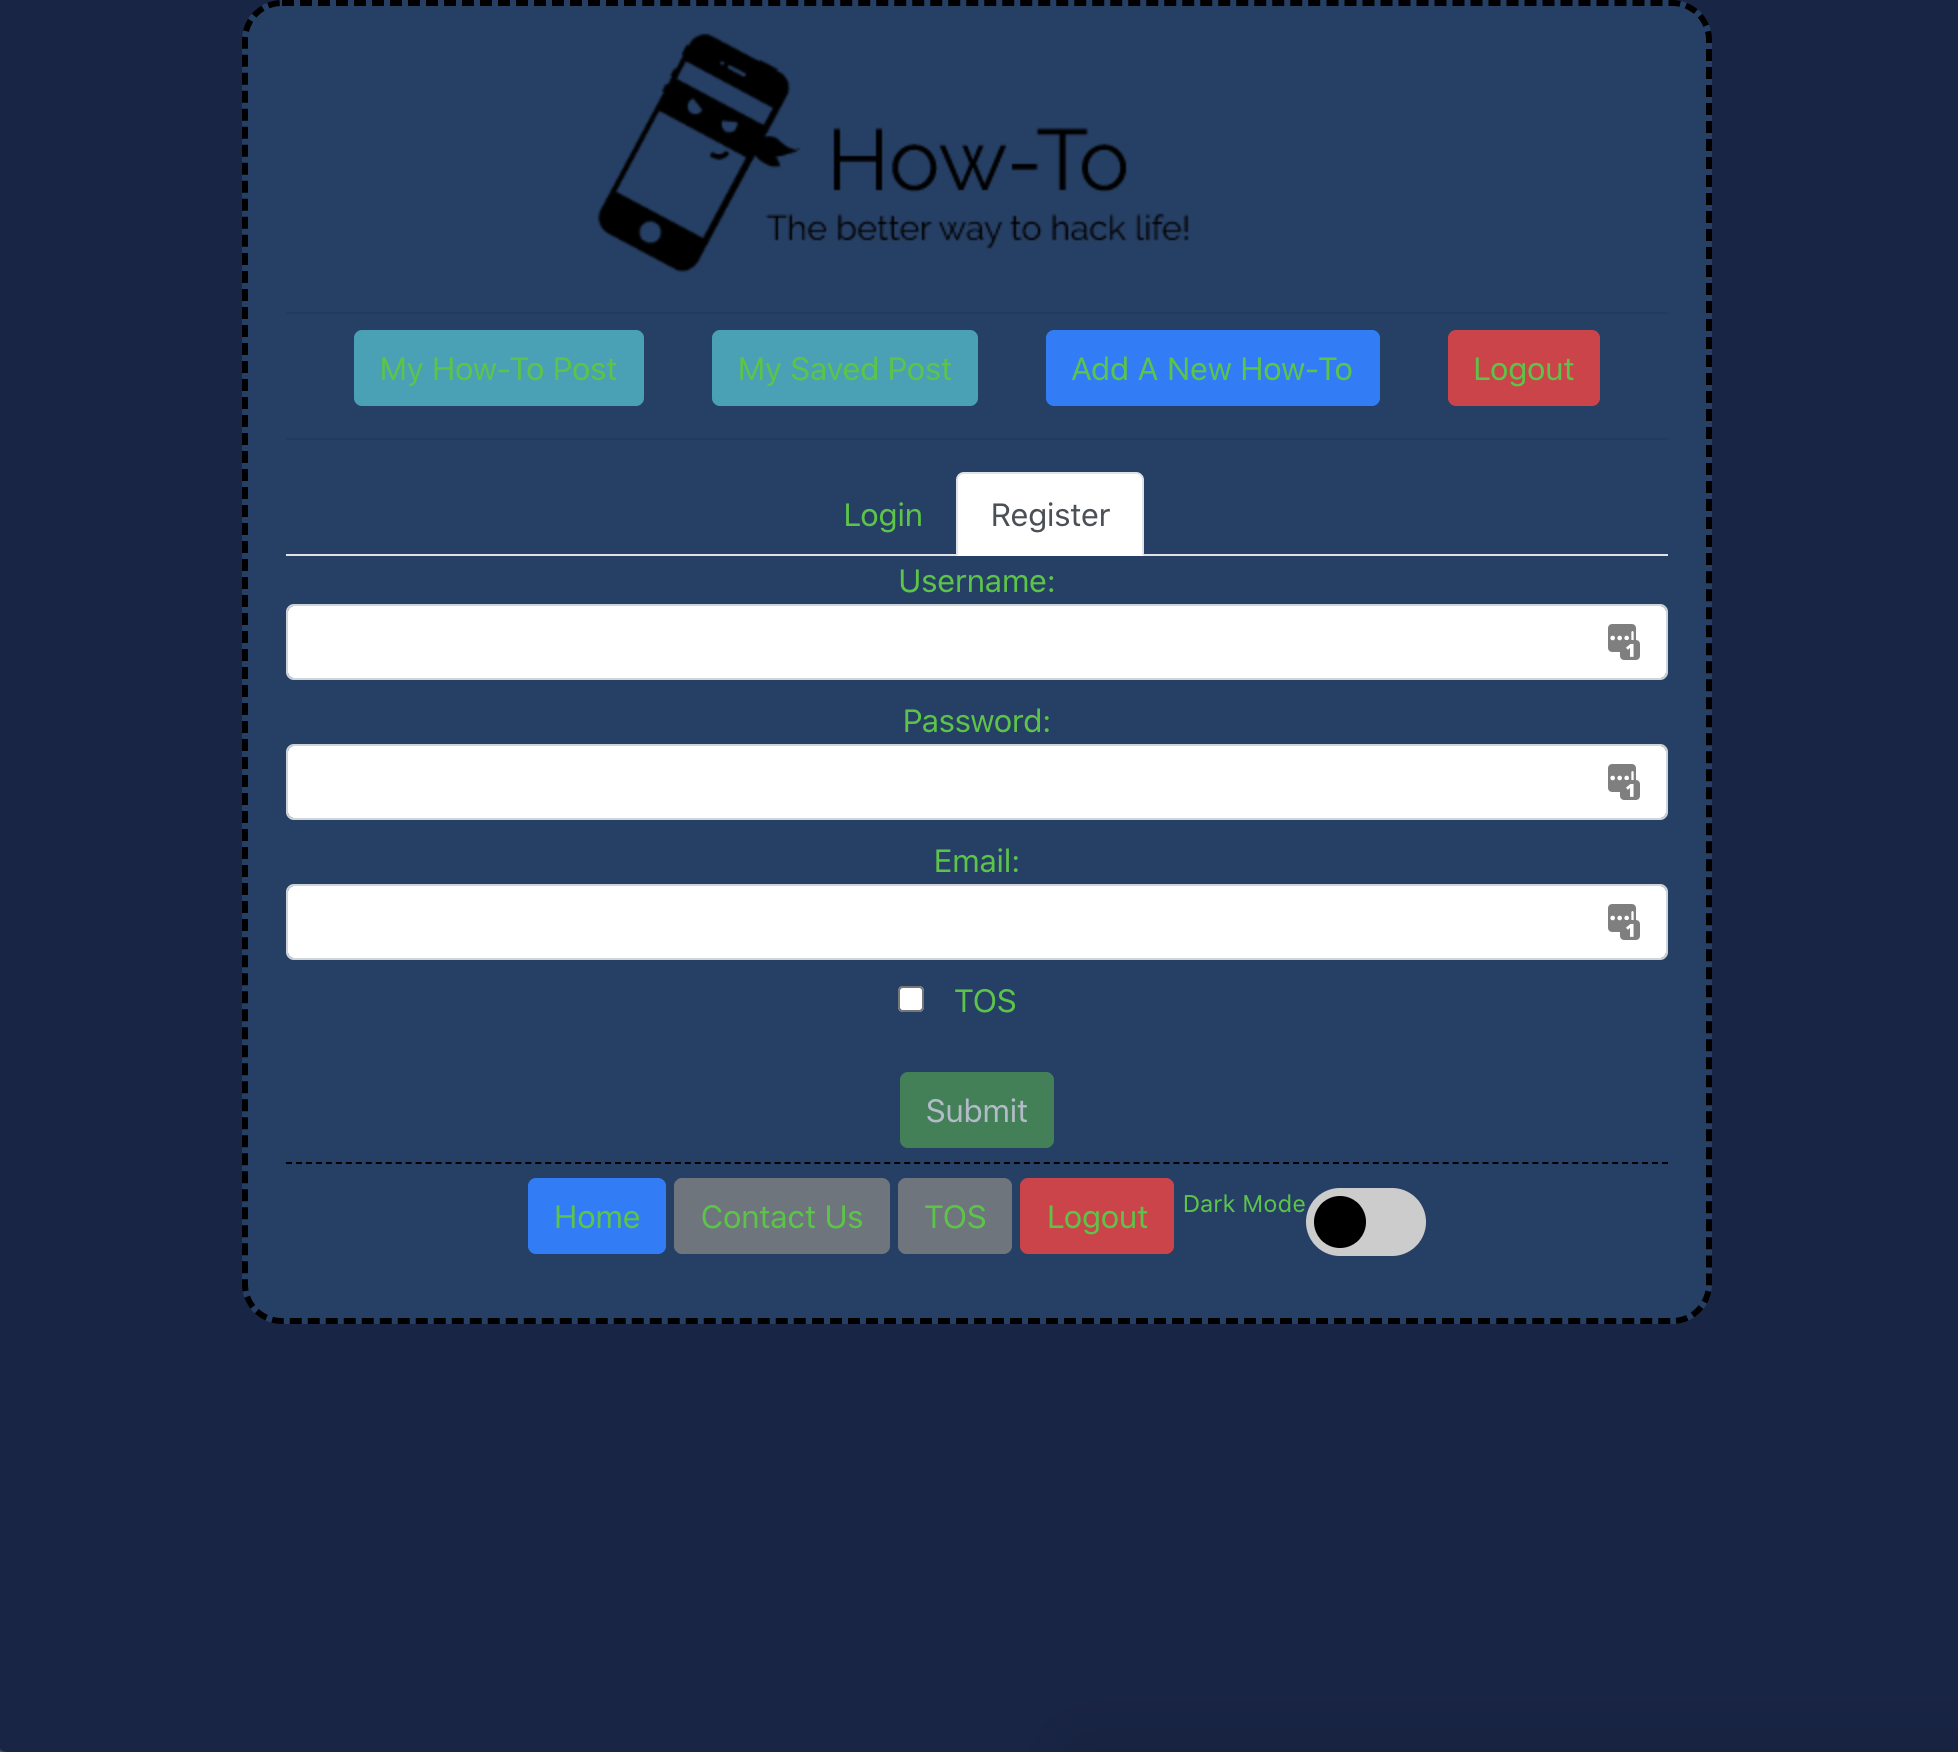 How-To
The better way to hack life!
My How-To Post My Saved Post Add A New How-To Logout
Login Register
Username:
Password:
Email:
TOS
Submit
Home Contact Us TOS Logout Dark Mode